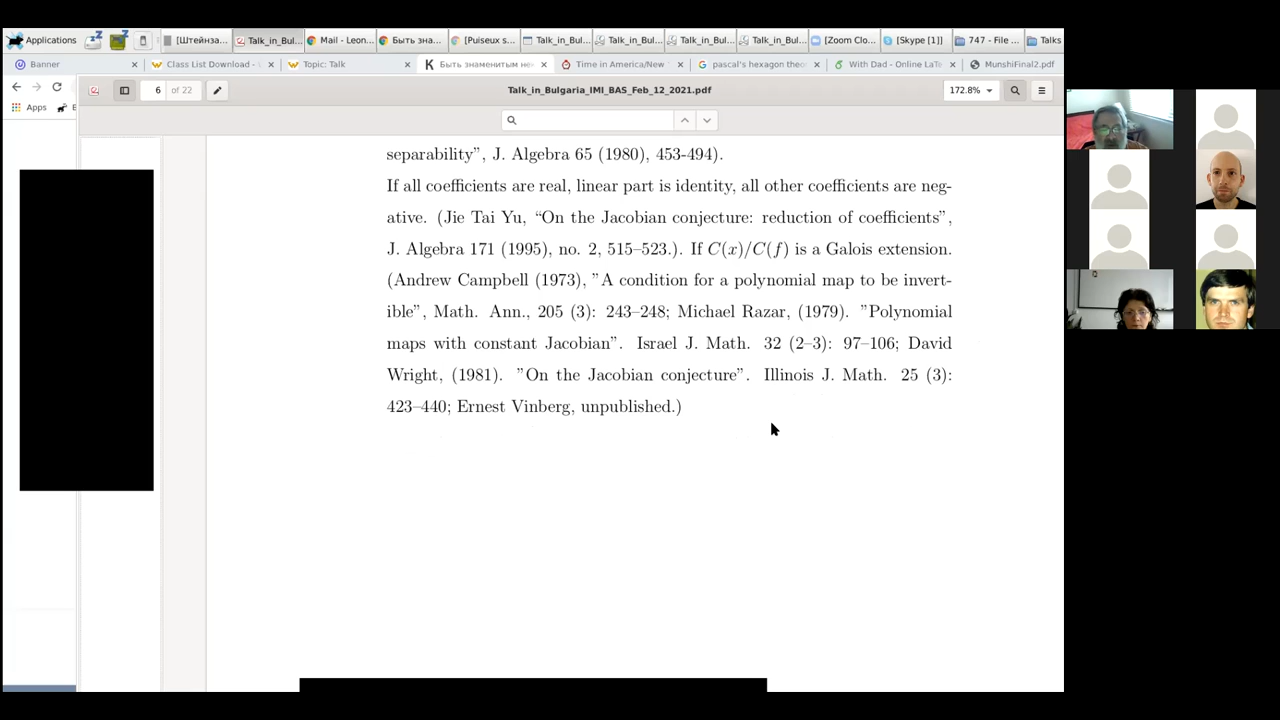 Applications
[Штейнза...
Talk_in_Bul...
Mail - Leon...
Быть зна...
[Puiseux s...
Talk_in_Bul...
Talk_in_Bul...
Talk_in_Bul...
Talk_in_Bul...
[Zoom Clo...
[Skype [1]]
747 - File ...
Talks
Banner
Class List Download -
Topic: Talk
Быть знаменитым не
Time in America/New
pascal's hexagon theo
With Dad - Online LaTe
MunshiFinal2.pdf
6 of 22
Talk_in_Bulgaria_IMI_BAS_Feb_12_2021.pdf
172.8%
Apps
separability", J. Algebra 65 (1980), 453-494).
If all coefficients are real, linear part is identity, all other coefficients are neg-
ative. (Jie Tai Yu, “On the Jacobian conjecture: reduction of coefficients”,
J. Algebra 171 (1995), no. 2, 515–523.). If C(x)/C(f) is a Galois extension.
(Andrew Campbell (1973), ”A condition for a polynomial map to be invert-
ible”, Math. Ann., 205 (3): 243–248; Michael Razar, (1979). ”Polynomial
maps with constant Jacobian”. Israel J. Math. 32 (2–3): 97–106; David
Wright, (1981). ”On the Jacobian conjecture”. Illinois J. Math. 25 (3):
423–440; Ernest Vinberg, unpublished.)